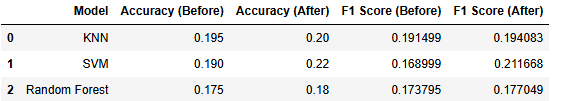 Model Accuracy (Before) Accuracy (After) F1 Score (Before) F1 Score (After)
0 KNN 0.195 0.20 0.191499 0.194083
1 SVM 0.190 0.22 0.168999 0.211668
2 Random Forest 0.175 0.18 0.173795 0.177049